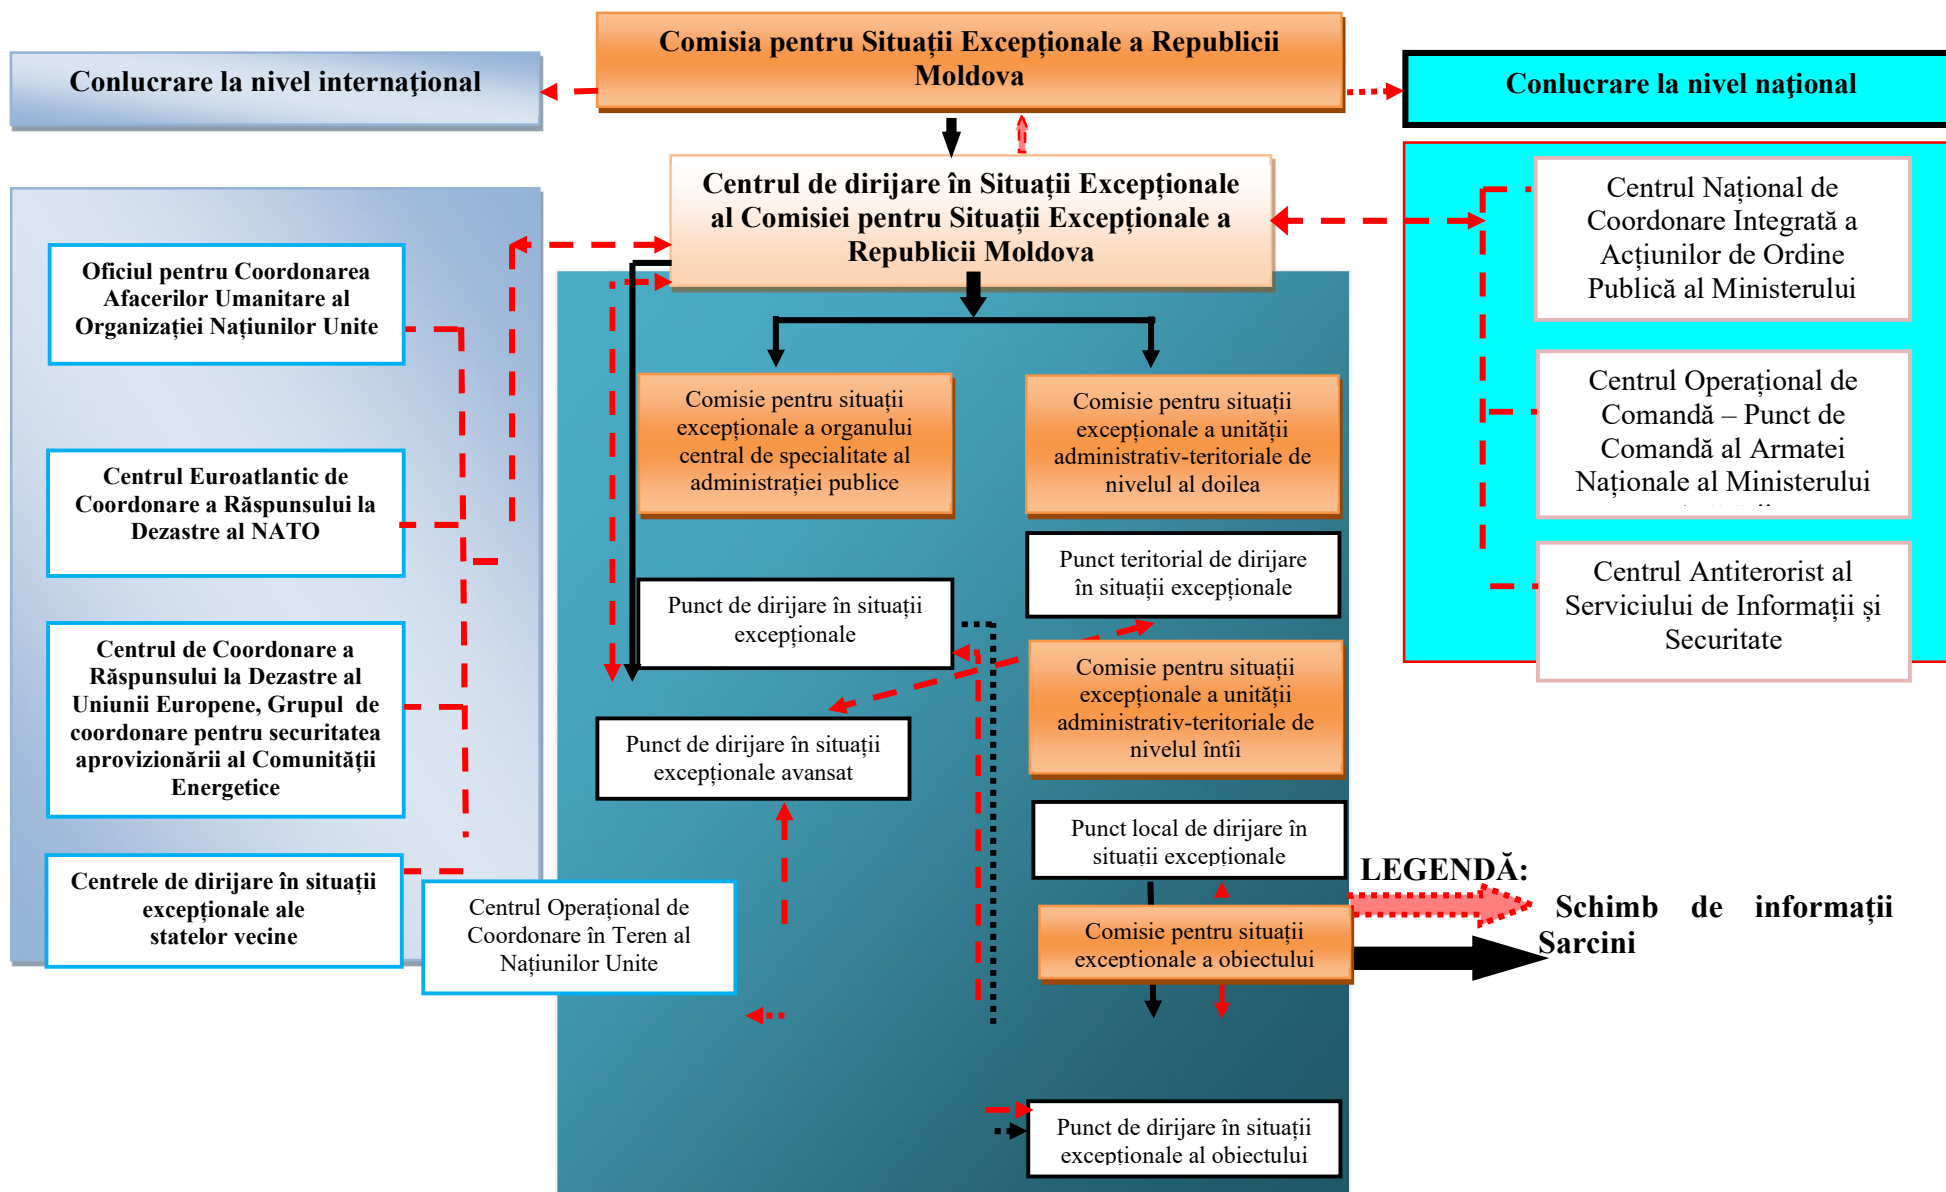 Comisia pentru Situații Excepționale a Republicii
Moldova
Conlucrare la nivel internaţional
Conlucrare la nivel naţional
Centrul de dirijare în Situații Excepționale
al Comisiei pentru Situații Excepționale a
Republicii Moldova
Oficiul pentru Coordonarea
Afacerilor Umanitare al
Organizației Națiunilor Unite
Centrul Euroatlantic de
Coordonare a Răspunsului la
Dezastre al NATO
Centrul de Coordonare a
Răspunsului la Dezastre al
Uniunii Europene, Grupul de
coordonare pentru securitatea
aprovizionării al Comunității
Energetice
Centrele de dirijare în situații
excepționale ale
statelor vecine
Centrul Operațional de
Coordonare în Teren al
Națiunilor Unite
Comisie pentru situații
excepționale a organului
central de specialitate al
administrației publice
Punct de dirijare în situații
excepționale
Punct de dirijare în situații
excepționale avansat
Comisie pentru situații
excepționale a unității
administrativ-teritoriale de
nivelul al doilea
Punct teritorial de dirijare
în situații excepționale
Comisie pentru situații
excepționale a unității
administrativ-teritoriale de
nivelul întîi
Punct local de dirijare în
situații excepționale
Comisie pentru situații
excepționale a obiectului
Punct de dirijare în situații
excepționale al obiectului
Centrul Național de
Coordonare Integrată a
Acțiunilor de Ordine
Publică al Ministerului
Centrul Operațional de
Comandă – Punct de
Comandă al Armatei
Naționale al Ministerului
Centrul Antiterorist al
Serviciului de Informații și
Securitate
LEGENDĂ:
Schimb de informații
Sarcini